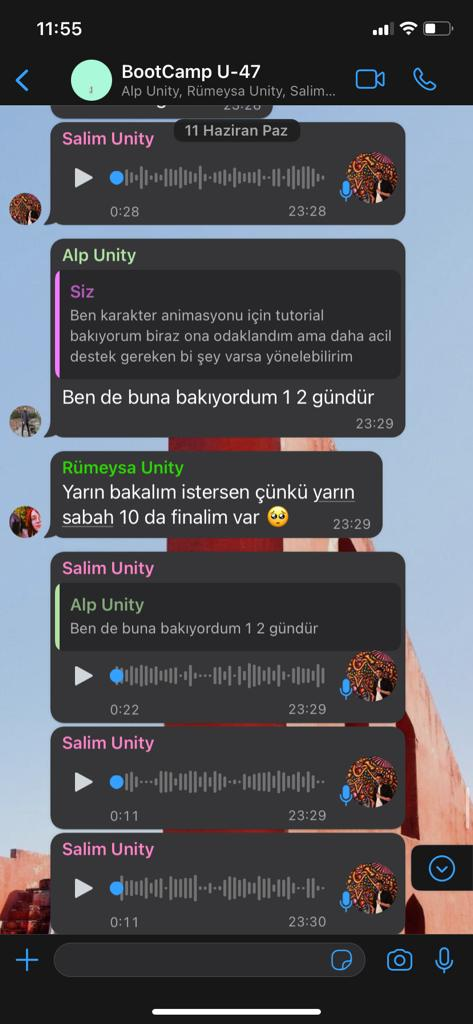 11:55
BootCamp U-47
Alp Unity, Rümeysa Unity, Salim...
23:28
11 Haziran Paz
Salim Unity
0:28
23:28
Alp Unity
Siz
Ben karakter animasyonu için tutorial
bakıyorum biraz ona odaklandım ama daha acil
destek gereken bi şey varsa yönelebilirim
Ben de buna bakıyordum 1 2 gündür
23:29
Rümeysa Unity
Yarın bakalım istersen çünkü yarın
sabah 10 da finalim var 🥺
23:29
Salim Unity
Alp Unity
Ben de buna bakıyordum 1 2 gündür
0:22
23:29
Salim Unity
0:11
23:29
Salim Unity
0:11
23:30